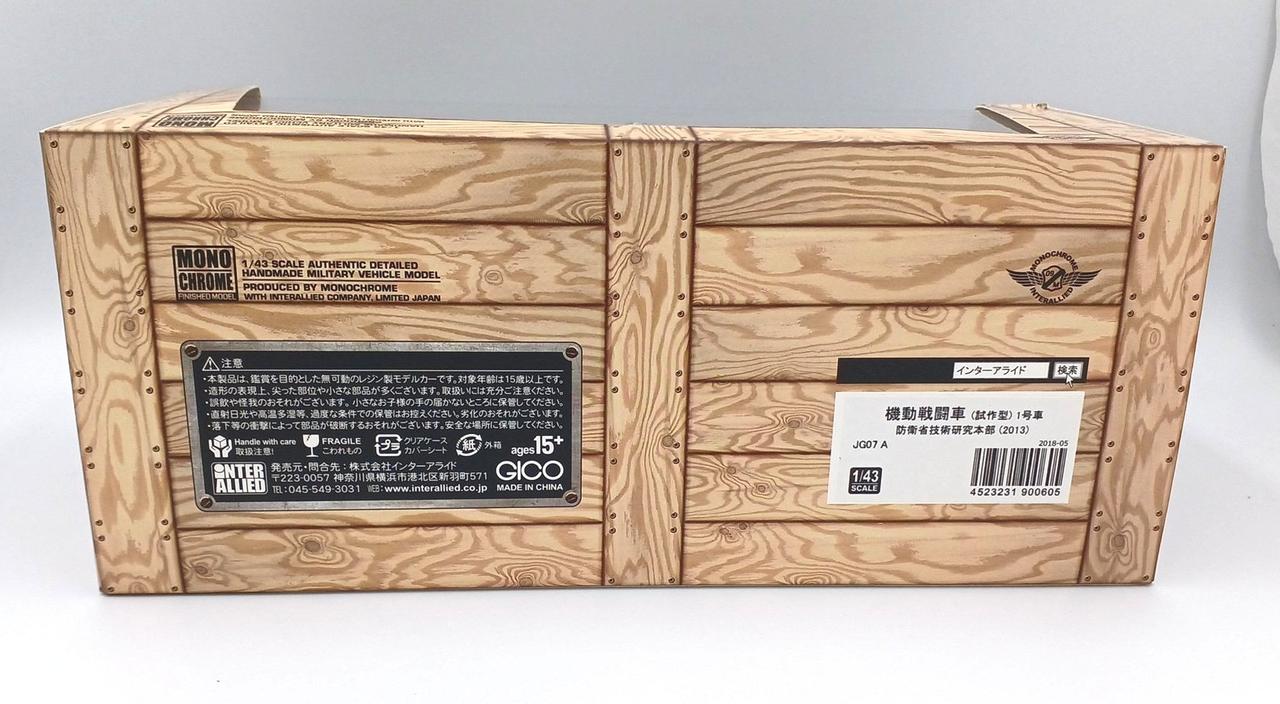 MONO
CHROME
MONO
CHROME
FINISHED MODEL
1/43 SCALE AUTHENTIC DETAILED
HANDMADE MILITARY VEHICLE MODEL
PRODUCED BY MONOCHROME
WITH INTERALLIED COMPANY, LIMITED JAPAN
MONOCHROME
INTERALLIED
注意
・本製品は、鑑賞を目的とした無可動のレジン製モデルカーです。対象年齢は15歳以上です。
・造形の表現上、尖った部位や小さな部品が多くございます。取扱いには充分ご注意ください。
・誤飲や怪我のおそれがございます。小さなお子様の手の届かないところに保管してください。
・直射日光や高温多湿等、過度な条件での保管はお控えください。劣化のおそれがございます。
・落下等の衝撃によって部品が破断するおそれがございます。安全な場所に保管してください。
Handle with care
取扱注意!
FRAGILE
こわれもの
プラ
クリアケース
カバーシート
紙
外箱
ages15+
INTER
ALLIED
発売元・問合先：株式会社インターアライド
〒223-0057 神奈川県横浜市港北区新羽町571
TEL:045-549-3031 WEB:www.interallied.co.jp
GICO
MADE IN CHINA
インターアライド 検索
機動戦闘車（試作型）1号車
防衛省技術研究本部（2013）
JG07 A
2018-05
1/43
SCALE
4523231 900605